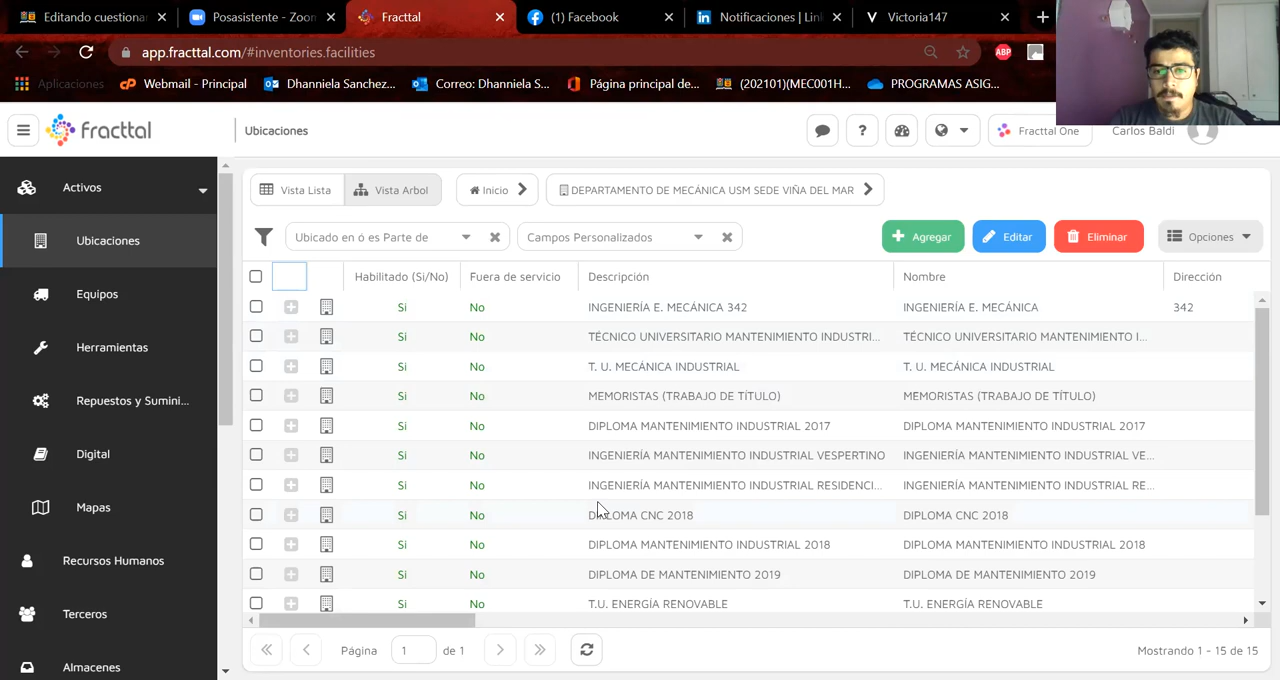 Editando cuestionar
Posasistente - Zoom
Fracttal
(1) Facebook
Notificaciones | Lin
Victoria147
app.fracttal.com/#inventories.facilities
ABP
Aplicaciones
Webmail - Principal
Dhanniela Sanchez...
Correo: Dhanniela S...
Página principal de...
(202101)(MEC001H...
PROGRAMAS ASIG...
fracttal
Ubicaciones
?
Fracttal One
Carlos Baldi
Activos
Ubicaciones
Equipos
Herramientas
Repuestos y Sumini...
Digital
Mapas
Recursos Humanos
Terceros
Almacenes
Vista Lista
Vista Arbol
Inicio
DEPARTAMENTO DE MECÁNICA USM SEDE VIÑA DEL MAR
Ubicado en ó es Parte de
Campos Personalizados
Agregar
Editar
Eliminar
Opciones
Habilitado (Si/No) Fuera de servicio Descripción Nombre Dirección
Si No INGENIERÍA E. MECÁNICA 342 INGENIERÍA E. MECÁNICA 342
Si No TÉCNICO UNIVERSITARIO MANTENIMIENTO INDUSTRI... TÉCNICO UNIVERSITARIO MANTENIMIENTO I...
Si No T. U. MECÁNICA INDUSTRIAL T. U. MECÁNICA INDUSTRIAL
Si No MEMORISTAS (TRABAJO DE TÍTULO) MEMORISTAS (TRABAJO DE TÍTULO)
Si No DIPLOMA MANTENIMIENTO INDUSTRIAL 2017 DIPLOMA MANTENIMIENTO INDUSTRIAL 2017
Si No INGENIERÍA MANTENIMIENTO INDUSTRIAL VESPERTINO INGENIERÍA MANTENIMIENTO INDUSTRIAL VE...
Si No INGENIERÍA MANTENIMIENTO INDUSTRIAL RESIDENCI... INGENIERÍA MANTENIMIENTO INDUSTRIAL RE...
Si No DIPLOMA CNC 2018 DIPLOMA CNC 2018
Si No DIPLOMA MANTENIMIENTO INDUSTRIAL 2018 DIPLOMA MANTENIMIENTO INDUSTRIAL 2018
Si No DIPLOMA DE MANTENIMIENTO 2019 DIPLOMA DE MANTENIMIENTO 2019
Si No T.U. ENERGÍA RENOVABLE T.U. ENERGÍA RENOVABLE
Página 1 de 1
Mostrando 1 - 15 de 15